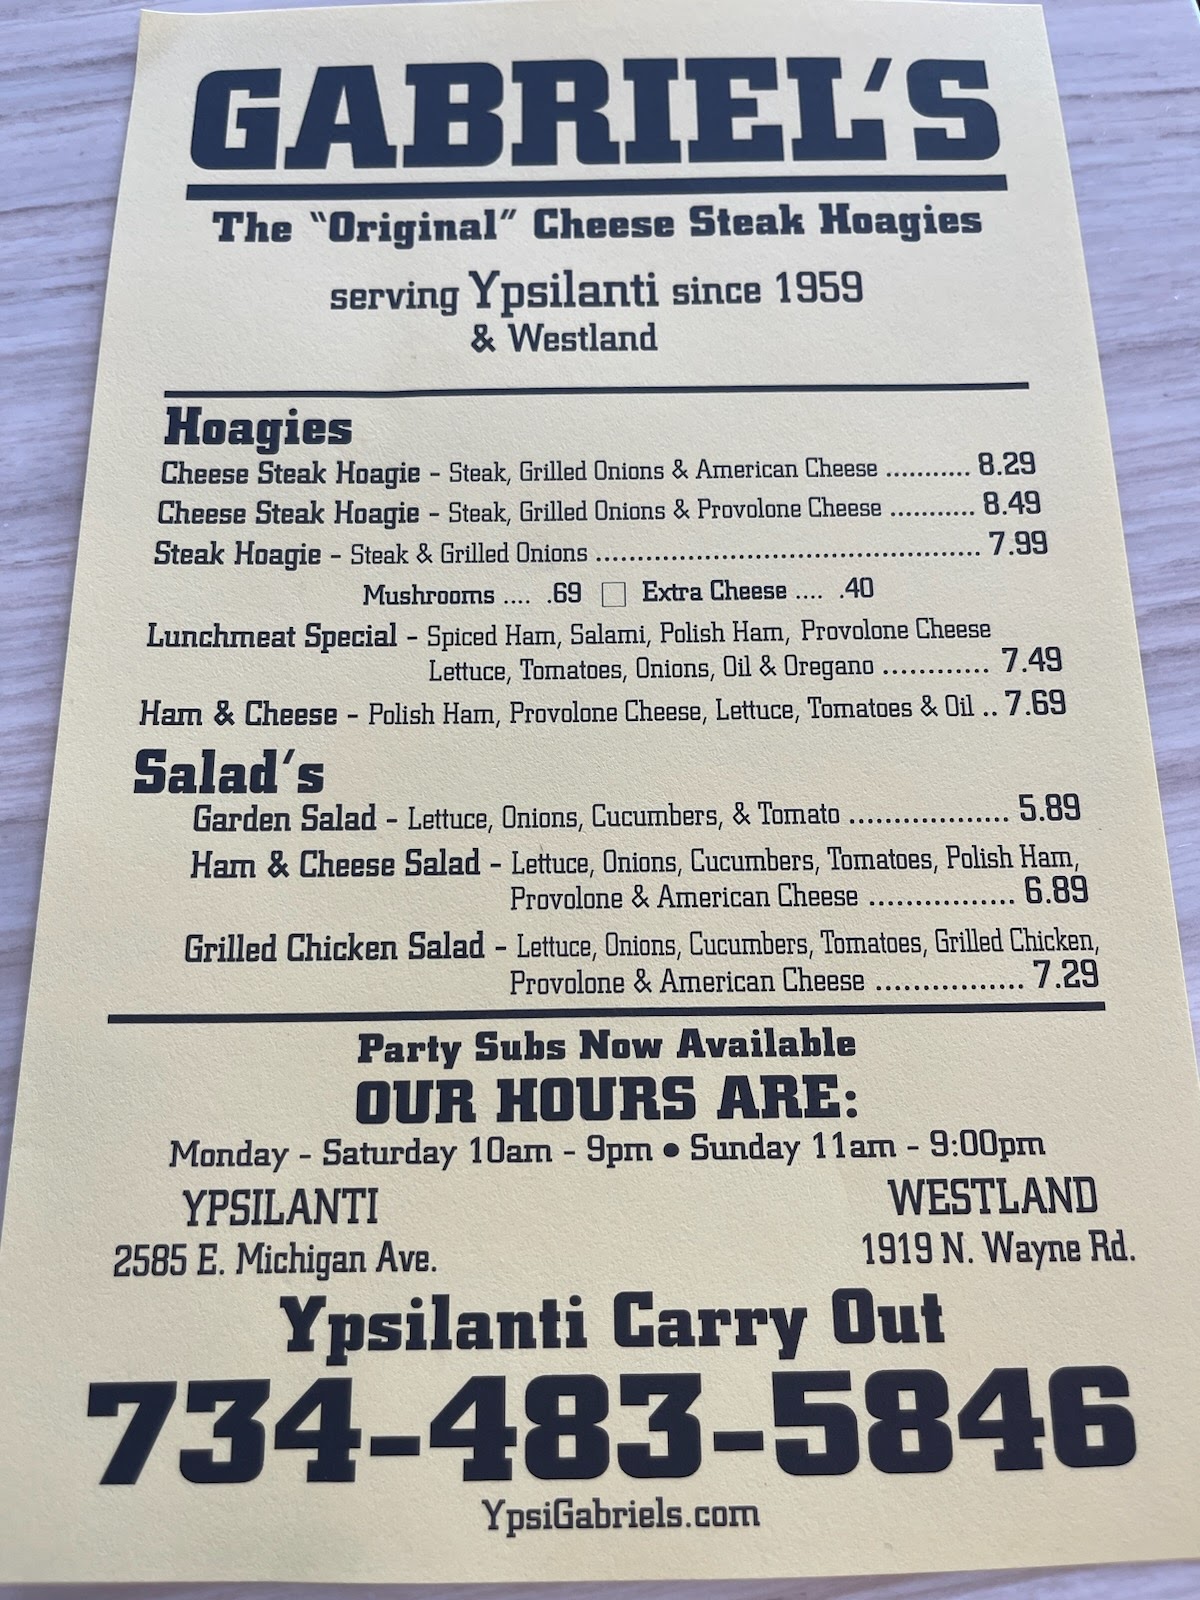 GABRIEL'S
The "Original" Cheese Steak Hoagies
serving Ypsilanti since 1959
& Westland
Hoagies
Cheese Steak Hoagie - Steak, Grilled Onions & American Cheese ........... 8.29
Cheese Steak Hoagie - Steak, Grilled Onions & Provolone Cheese ........... 8.49
Steak Hoagie - Steak & Grilled Onions .................................................. 7.99
Mushrooms .... .69 □ Extra Cheese .... .40
Lunchmeat Special - Spiced Ham, Salami, Polish Ham, Provolone Cheese
Lettuce, Tomatoes, Onions, Oil & Oregano ............ 7.49
Ham & Cheese - Polish Ham, Provolone Cheese, Lettuce, Tomatoes & Oil .. 7.69
Salad's
Garden Salad - Lettuce, Onions, Cucumbers, & Tomato .................. 5.89
Ham & Cheese Salad - Lettuce, Onions, Cucumbers, Tomatoes, Polish Ham,
Provolone & American Cheese ................ 6.89
Grilled Chicken Salad - Lettuce, Onions, Cucumbers, Tomatoes, Grilled Chicken,
Provolone & American Cheese ................ 7.29
Party Subs Now Available
OUR HOURS ARE:
Monday - Saturday 10am - 9pm • Sunday 11am - 9:00pm
YPSILANTI
2585 E. Michigan Ave.
WESTLAND
1919 N. Wayne Rd.
Ypsilanti Carry Out
734-483-5846
YpsiGabriels.com